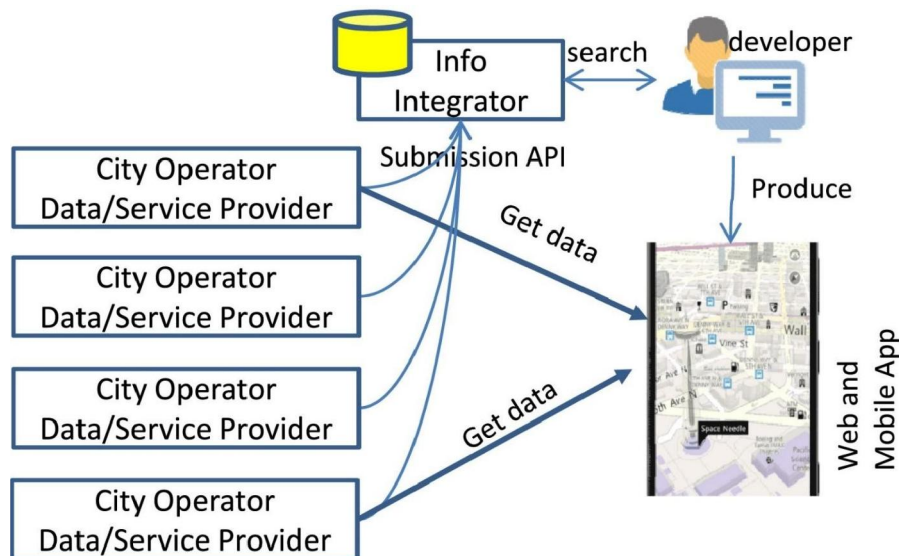 Info
Integrator
search
developer
Submission API
City Operator
Data/Service Provider
Get data
Produce
City Operator
Data/Service Provider
City Operator
Data/Service Provider
Get data
City Operator
Data/Service Provider
Wall
Vine St
P
Space Needle
Web and
Mobile App